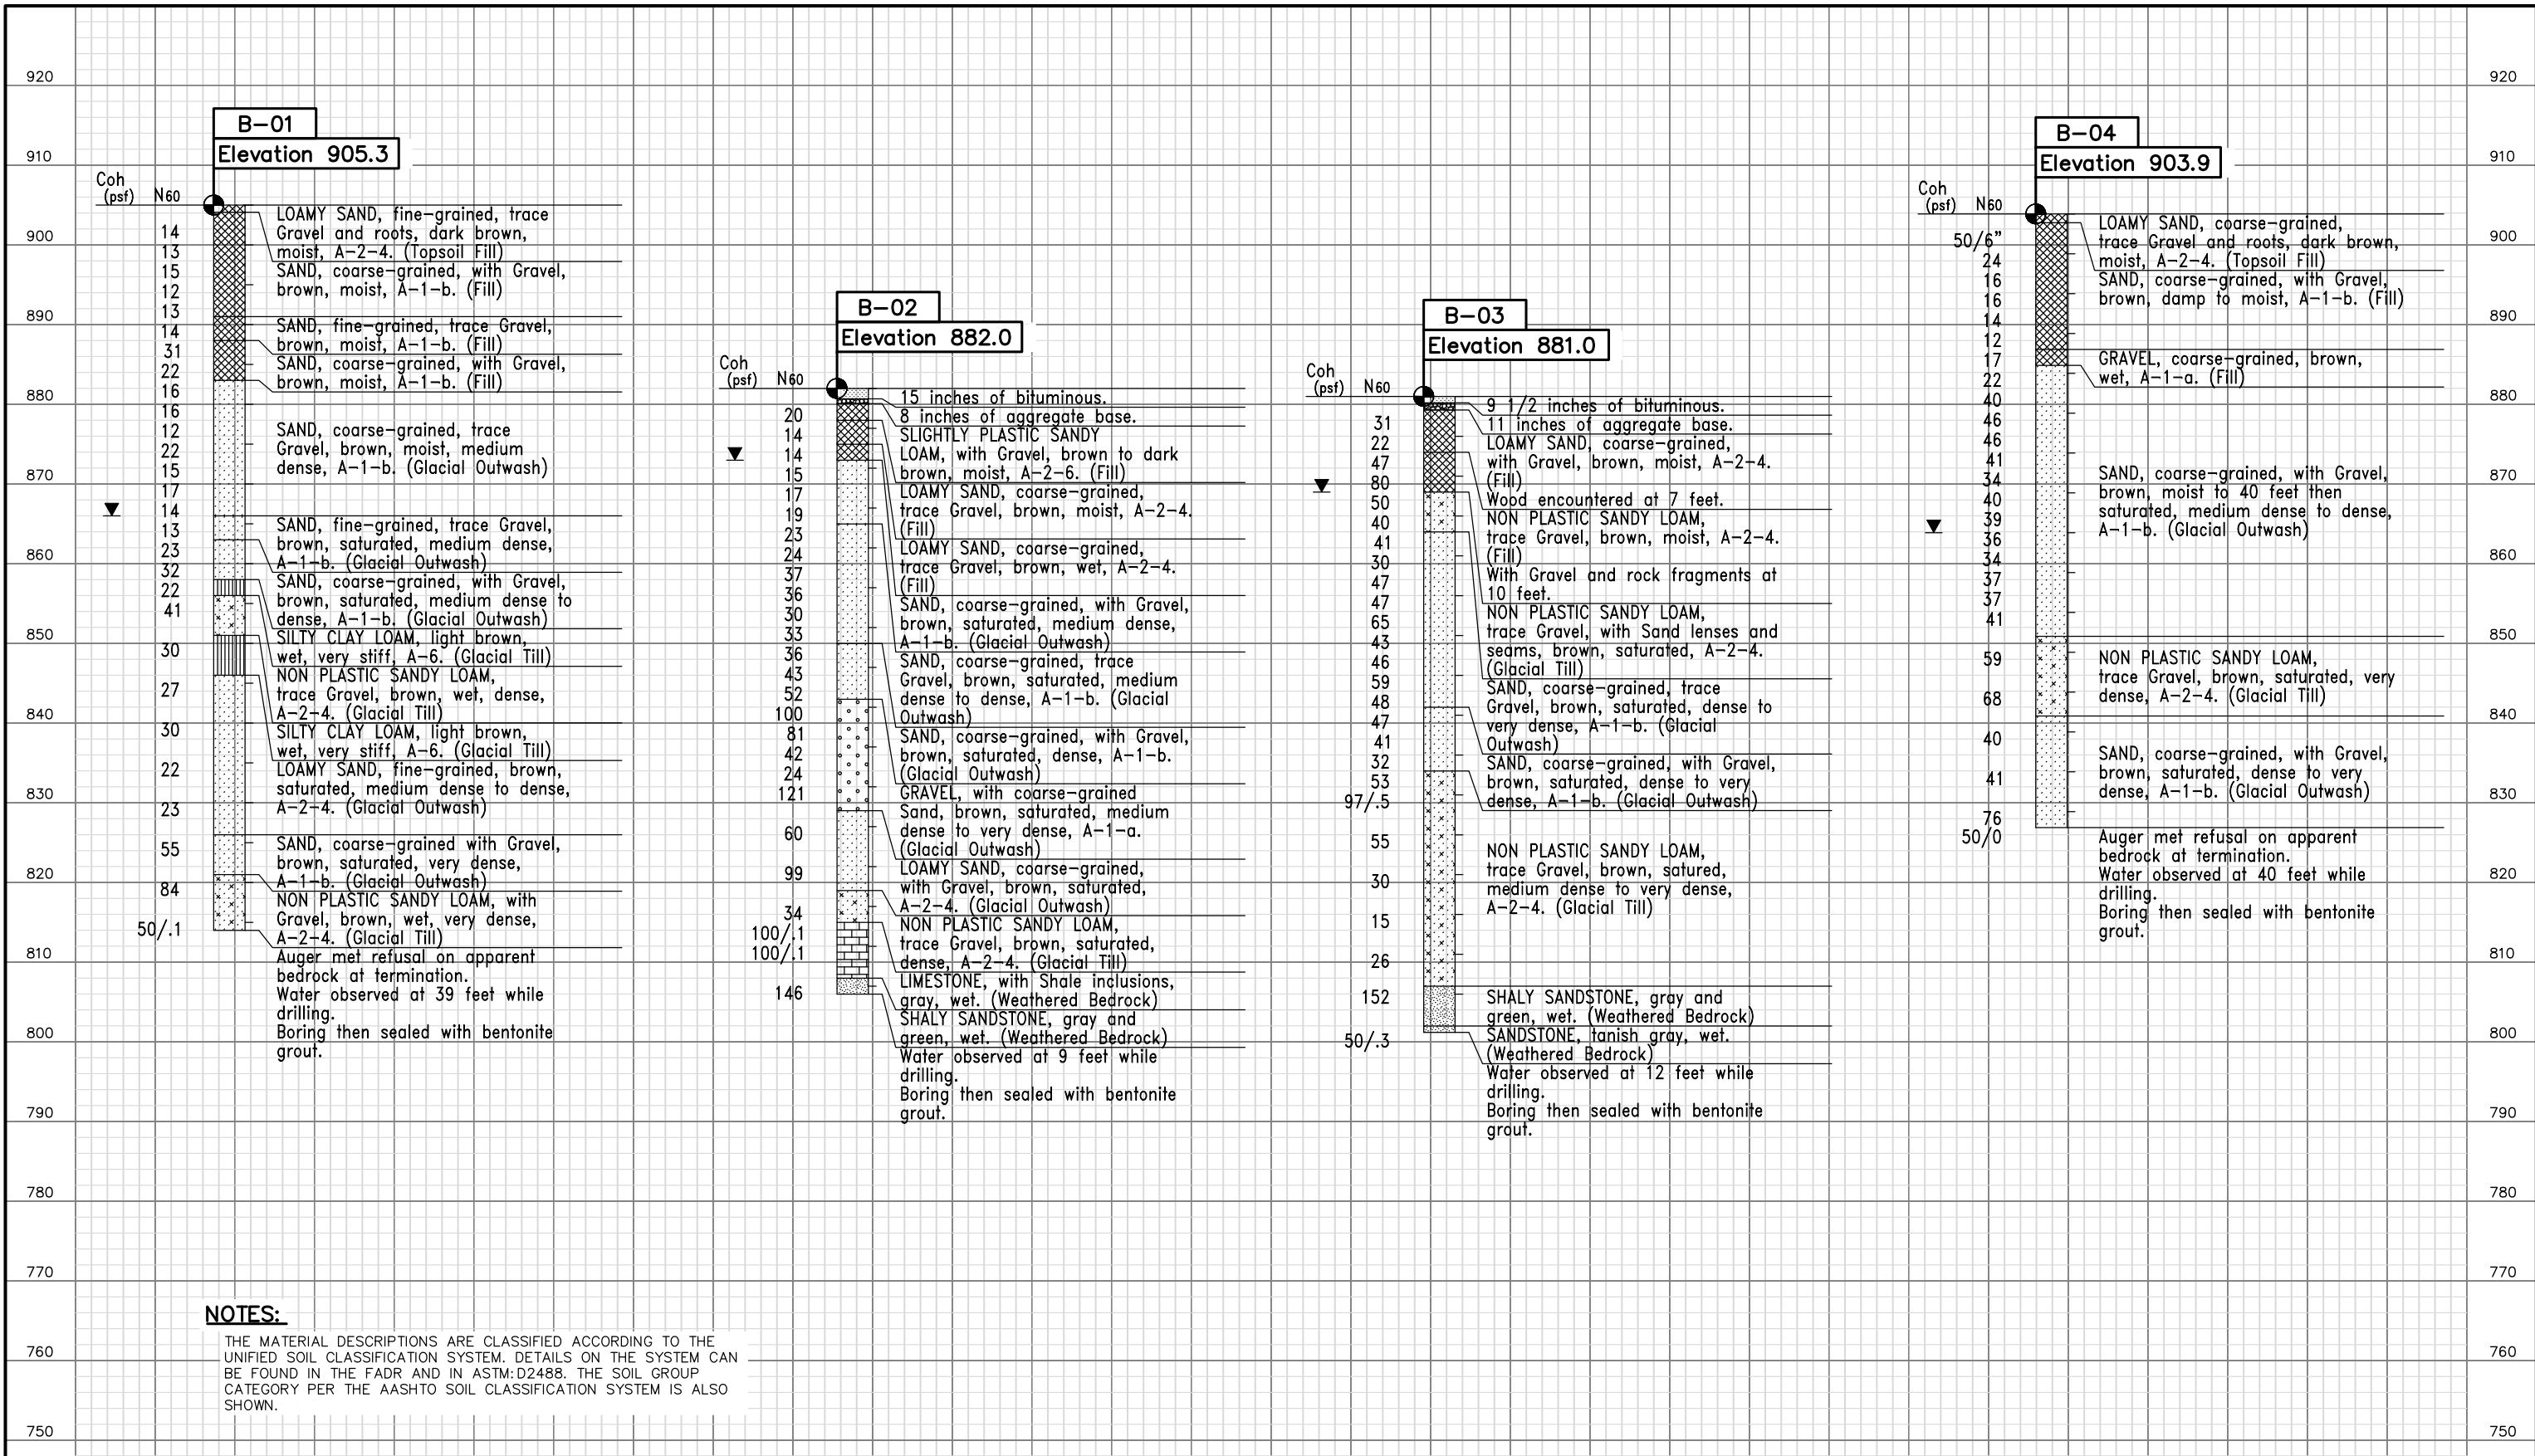 920
910
900
890
880
870
860
850
840
830
820
810
800
790
780
770
760
750
B-01
Elevation 905.3
Coh
(psf) N60
14
13
15
12
13
14
31
22
16
16
12
22
15
17
14
13
23
32
22
41
30
27
30
22
23
55
84
50/.1
LOAMY SAND, fine-grained, trace
Gravel and roots, dark brown,
moist, A-2-4. (Topsoil Fill)
SAND, coarse-grained, with Gravel,
brown, moist, A-1-b. (Fill)
SAND, fine-grained, trace Gravel,
brown, moist, A-1-b. (Fill)
SAND, coarse-grained, with Gravel,
brown, moist, A-1-b. (Fill)
SAND, coarse-grained, trace
Gravel, brown, moist, medium
dense, A-1-b. (Glacial Outwash)
SAND, fine-grained, trace Gravel,
brown, saturated, medium dense,
A-1-b. (Glacial Outwash)
SAND, coarse-grained, with Gravel,
brown, saturated, medium dense to
dense, A-1-b. (Glacial Outwash)
SILTY CLAY LOAM, light brown,
wet, very stiff, A-6. (Glacial Till)
NON PLASTIC SANDY LOAM,
trace Gravel, brown, wet, dense,
A-2-4. (Glacial Till)
SILTY CLAY LOAM, light brown,
wet, very stiff, A-6. (Glacial Till)
LOAMY SAND, fine-grained, brown,
saturated, medium dense to dense,
A-2-4. (Glacial Outwash)
SAND, coarse-grained with Gravel,
brown, saturated, very dense,
A-1-b. (Glacial Outwash)
NON PLASTIC SANDY LOAM, with
Gravel, brown, wet, very dense,
A-2-4. (Glacial Till)
Auger met refusal on apparent
bedrock at termination.
Water observed at 39 feet while
drilling.
Boring then sealed with bentonite
grout.
B-02
Elevation 882.0
Coh
(psf) N60
20
14
14
15
17
19
23
24
37
36
30
33
36
43
52
100
81
42
24
121
60
99
34
100/.1
100/.1
146
15 inches of bituminous.
8 inches of aggregate base.
SLIGHTLY PLASTIC SANDY
LOAM, with Gravel, brown to dark
brown, moist, A-2-6. (Fill)
LOAMY SAND, coarse-grained,
trace Gravel, brown, moist, A-2-4.
(Fill)
LOAMY SAND, coarse-grained,
trace Gravel, brown, wet, A-2-4.
(Fill)
SAND, coarse-grained, with Gravel,
brown, saturated, medium dense,
A-1-b. (Glacial Outwash)
SAND, coarse-grained, trace
Gravel, brown, saturated, medium
dense to dense, A-1-b. (Glacial
Outwash)
SAND, coarse-grained, with Gravel,
brown, saturated, dense, A-1-b.
(Glacial Outwash)
GRAVEL, with coarse-grained
Sand, brown, saturated, medium
dense to very dense, A-1-a.
(Glacial Outwash)
LOAMY SAND, coarse-grained,
with Gravel, brown, saturated,
A-2-4. (Glacial Outwash)
NON PLASTIC SANDY LOAM,
trace Gravel, brown, saturated,
dense, A-2-4. (Glacial Till)
LIMESTONE, with Shale inclusions,
gray, wet. (Weathered Bedrock)
SHALY SANDSTONE, gray and
green, wet. (Weathered Bedrock)
Water observed at 9 feet while
drilling.
Boring then sealed with bentonite
grout.
B-03
Elevation 881.0
Coh
(psf) N60
31
22
47
80
50
40
41
30
47
47
65
43
46
59
48
47
41
32
53
97/.5
55
30
15
26
152
50/.3
9 1/2 inches of bituminous.
11 inches of aggregate base.
LOAMY SAND, coarse-grained,
with Gravel, brown, moist, A-2-4.
(Fill)
Wood encountered at 7 feet.
NON PLASTIC SANDY LOAM,
trace Gravel, brown, moist, A-2-4.
(Fill)
With Gravel and rock fragments at
10 feet.
NON PLASTIC SANDY LOAM,
trace Gravel, with Sand lenses and
seams, brown, saturated, A-2-4.
(Glacial Till)
SAND, coarse-grained, trace
Gravel, brown, saturated, dense to
very dense, A-1-b. (Glacial
Outwash)
SAND, coarse-grained, with Gravel,
brown, saturated, dense to very
dense, A-1-b. (Glacial Outwash)
NON PLASTIC SANDY LOAM,
trace Gravel, brown, satured,
medium dense to very dense,
A-2-4. (Glacial Till)
SHALY SANDSTONE, gray and
green, wet. (Weathered Bedrock)
SANDSTONE, tanish gray, wet.
(Weathered Bedrock)
Water observed at 12 feet while
drilling.
Boring then sealed with bentonite
grout.
B-04
Elevation 903.9
Coh
(psf) N60
50/6"
24
16
16
14
12
17
22
40
46
46
41
34
40
39
36
34
37
37
41
59
68
40
41
76
50/0
LOAMY SAND, coarse-grained,
trace Gravel and roots, dark brown,
moist, A-2-4. (Topsoil Fill)
SAND, coarse-grained, with Gravel,
brown, damp to moist, A-1-b. (Fill)
GRAVEL, coarse-grained, brown,
wet, A-1-a. (Fill)
SAND, coarse-grained, with Gravel,
brown, moist to 40 feet then
saturated, medium dense to dense,
A-1-b. (Glacial Outwash)
NON PLASTIC SANDY LOAM,
trace Gravel, brown, saturated, very
dense, A-2-4. (Glacial Till)
SAND, coarse-grained, with Gravel,
brown, saturated, dense to very
dense, A-1-b. (Glacial Outwash)
Auger met refusal on apparent
bedrock at termination.
Water observed at 40 feet while
drilling.
Boring then sealed with bentonite
grout.
920
910
900
890
880
870
860
850
840
830
820
810
800
790
780
770
760
750
NOTES:
THE MATERIAL DESCRIPTIONS ARE CLASSIFIED ACCORDING TO THE
UNIFIED SOIL CLASSIFICATION SYSTEM. DETAILS ON THE SYSTEM CAN
BE FOUND IN THE FADR AND IN ASTM:D2488. THE SOIL GROUP
CATEGORY PER THE AASHTO SOIL CLASSIFICATION SYSTEM IS ALSO
SHOWN.